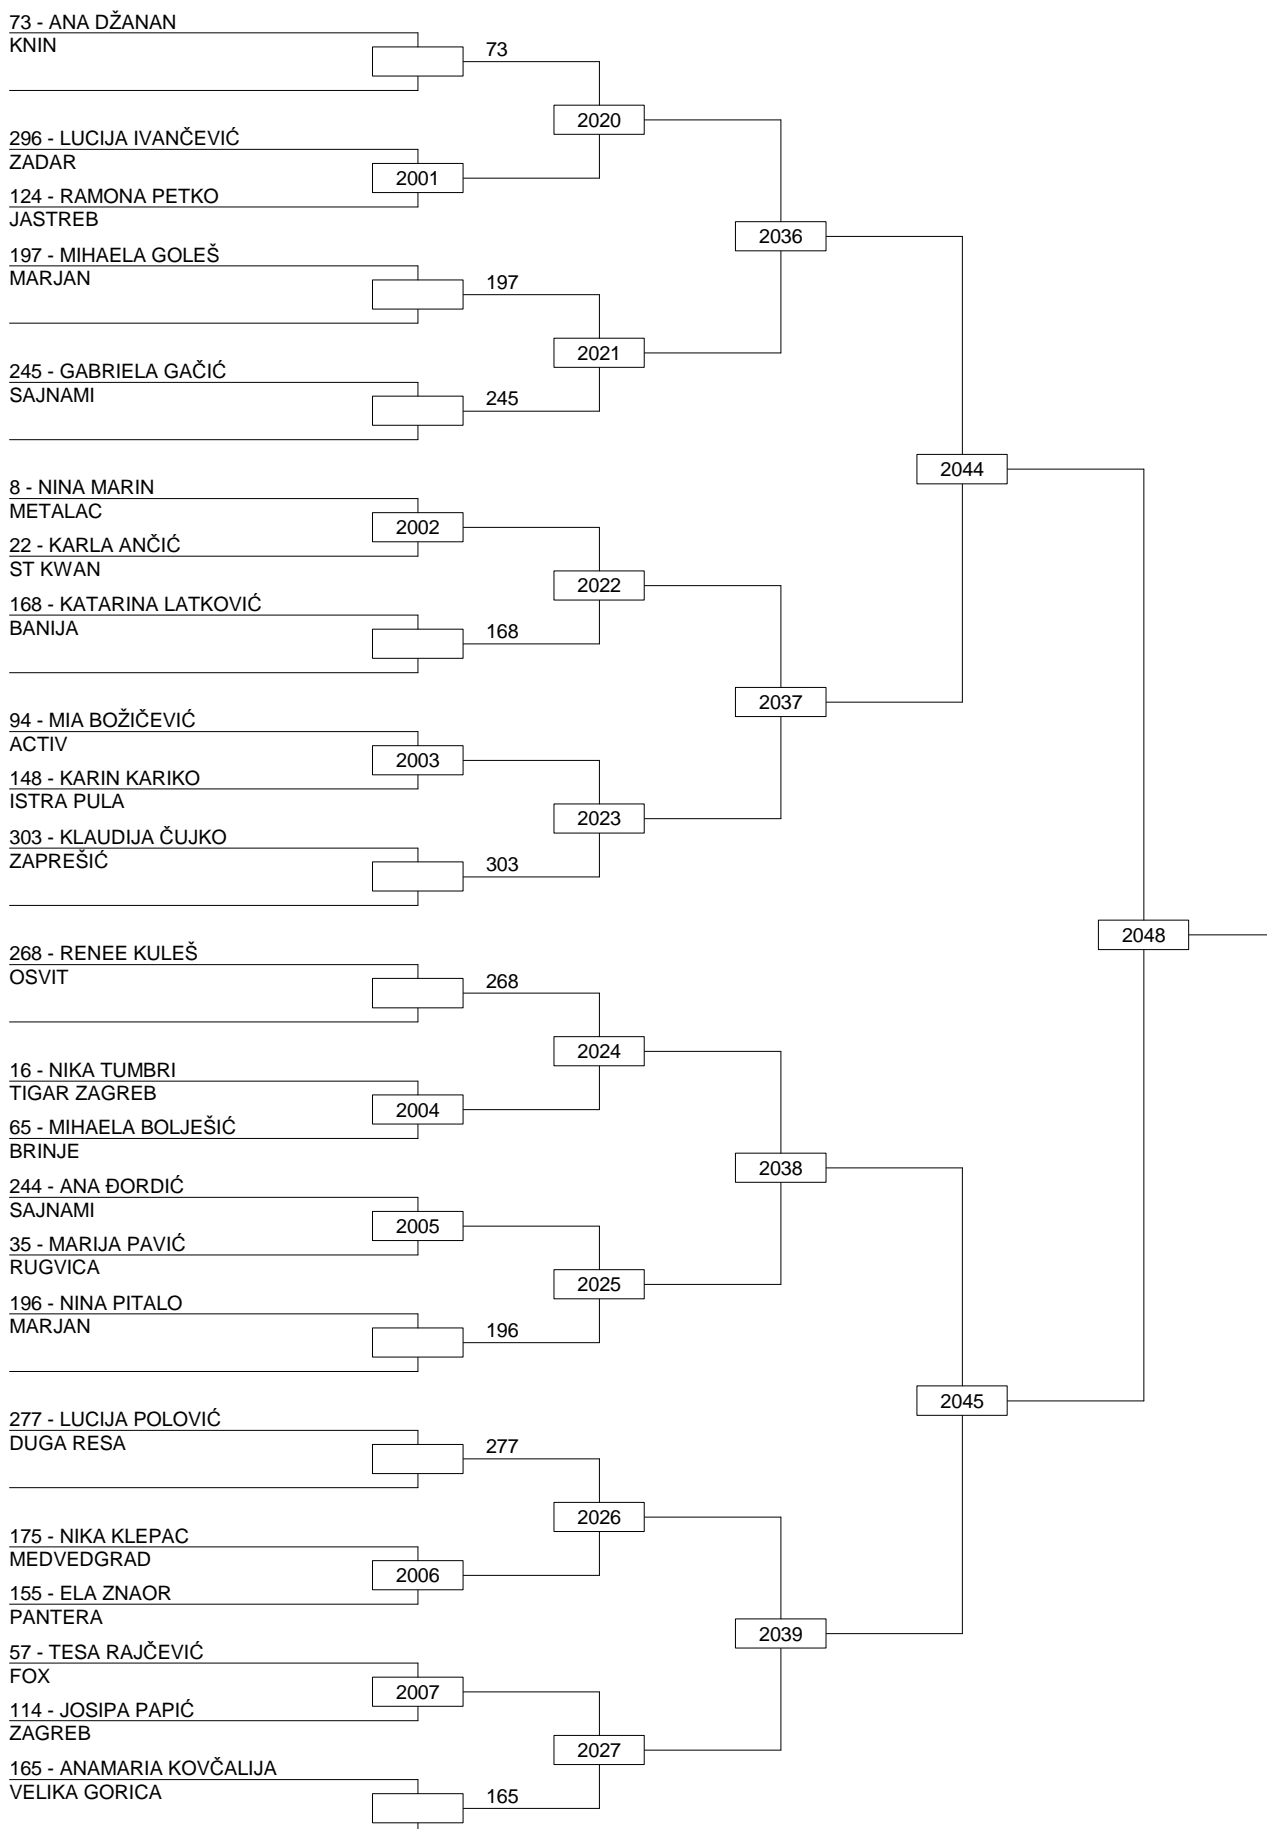 73 - ANA DŽANAN
KNIN
73
2020
296 - LUCIJA IVANČEVIĆ
ZADAR
2001
124 - RAMONA PETKO
JASTREB
2036
197 - MIHAELA GOLEŠ
MARJAN
197
2021
245 - GABRIELA GAČIĆ
SAJNAMI
245
2044
8 - NINA MARIN
METALAC
2002
22 - KARLA ANČIĆ
ST KWAN
2022
168 - KATARINA LATKOVIĆ
BANIJA
168
2037
94 - MIA BOŽIČEVIĆ
ACTIV
2003
148 - KARIN KARIKO
ISTRA PULA
2023
303 - KLAUDIJA ČUJKO
ZAPREŠIĆ
303
2048
268 - RENEE KULEŠ
OSVIT
268
2024
16 - NIKA TUMBRI
TIGAR ZAGREB
2004
65 - MIHAELA BOLJEŠIĆ
BRINJE
2038
244 - ANA ĐORDIĆ
SAJNAMI
2005
35 - MARIJA PAVIĆ
RUGVICA
2025
196 - NINA PITALO
MARJAN
196
2045
277 - LUCIJA POLOVIĆ
DUGA RESA
277
2026
175 - NIKA KLEPAC
MEDVEDGRAD
2006
155 - ELA ZNAOR
PANTERA
2039
57 - TESA RAJČEVIĆ
FOX
2007
114 - JOSIPA PAPIĆ
ZAGREB
2027
165 - ANAMARIA KOVČALIJA
VELIKA GORICA
165